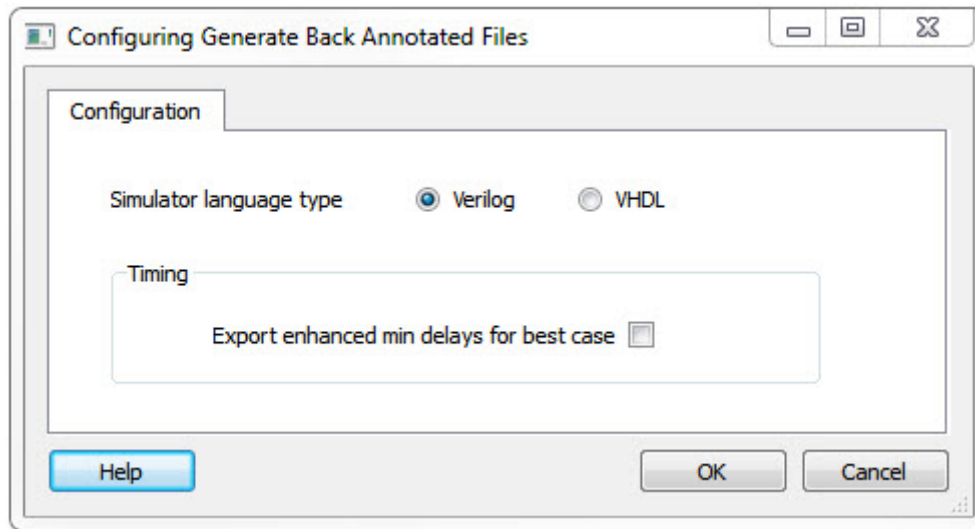 Configuring Generate Back Annotated Files
Configuration
Simulator language type Verilog VHDL
Timing
Export enhanced min delays for best case
Help OK Cancel